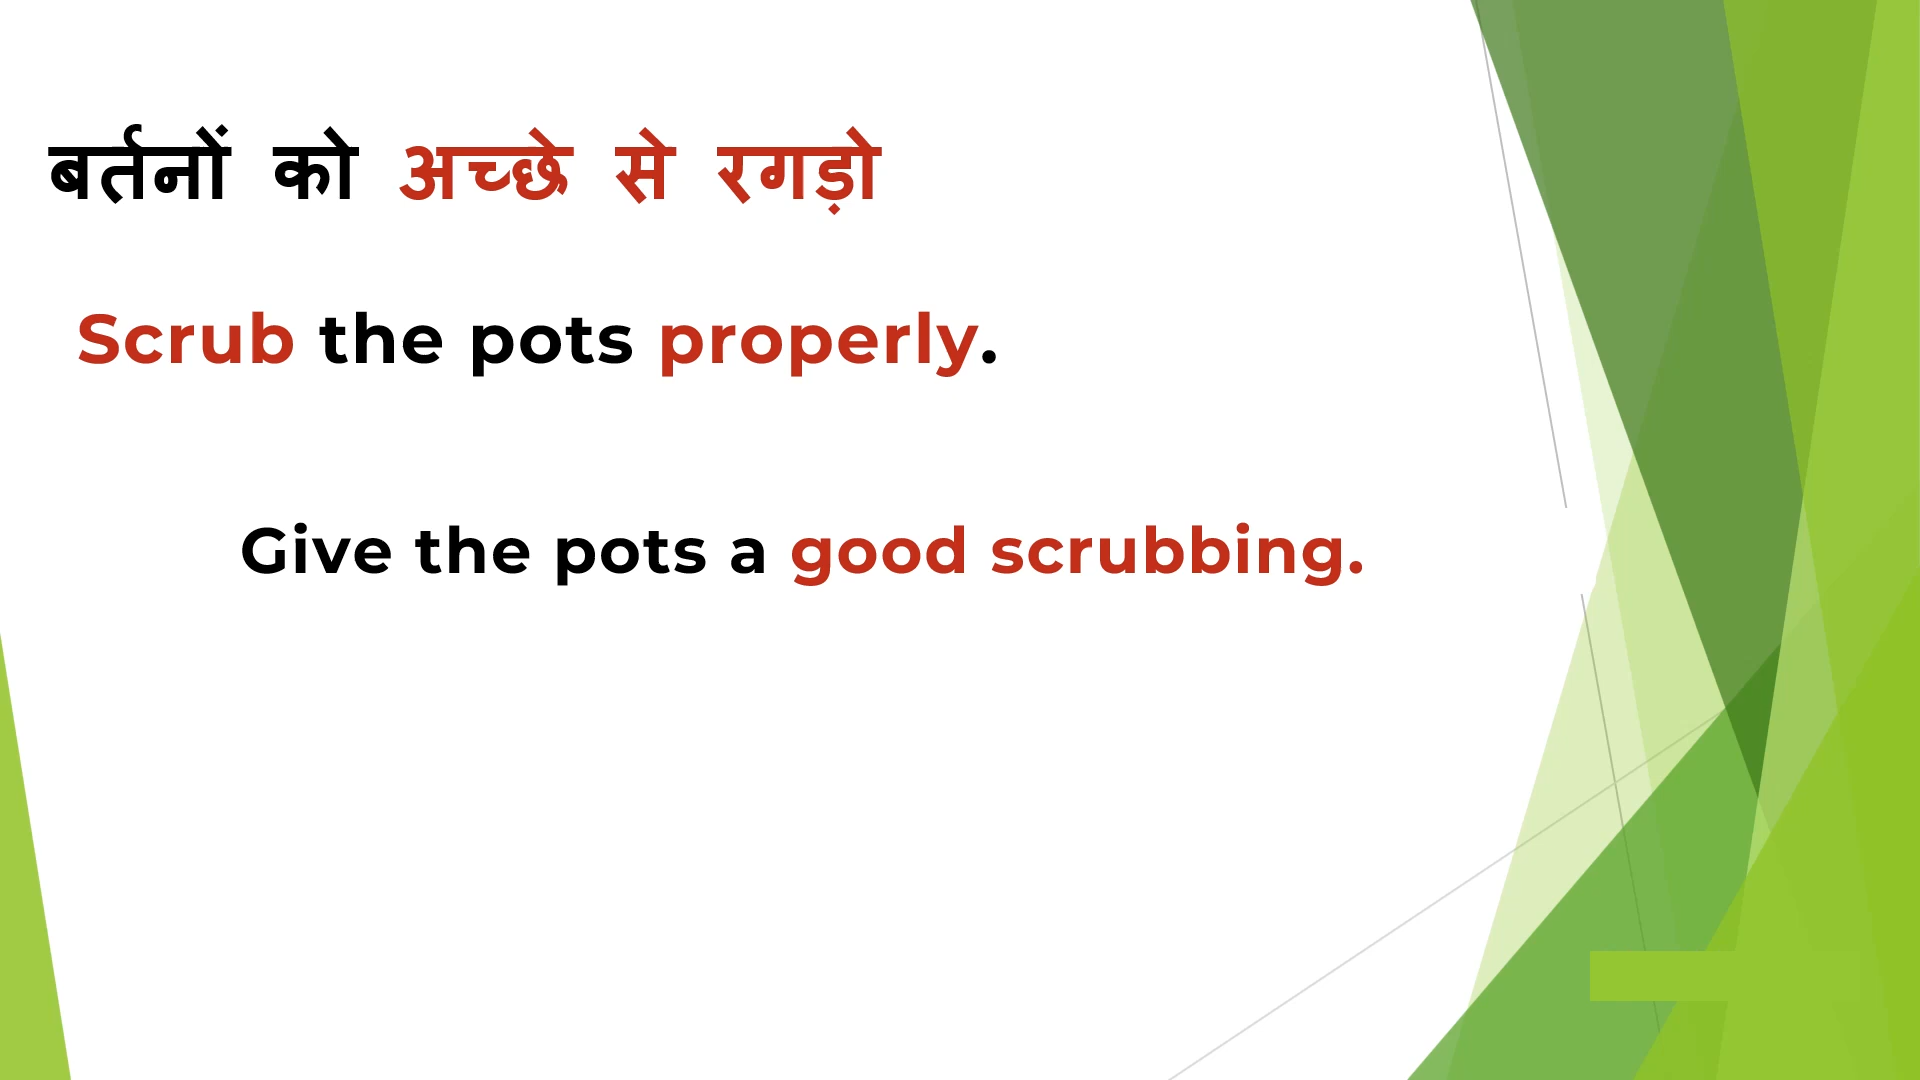 बर्तनों को अच्छे से रगड़ो
Scrub the pots properly.
Give the pots a good scrubbing.